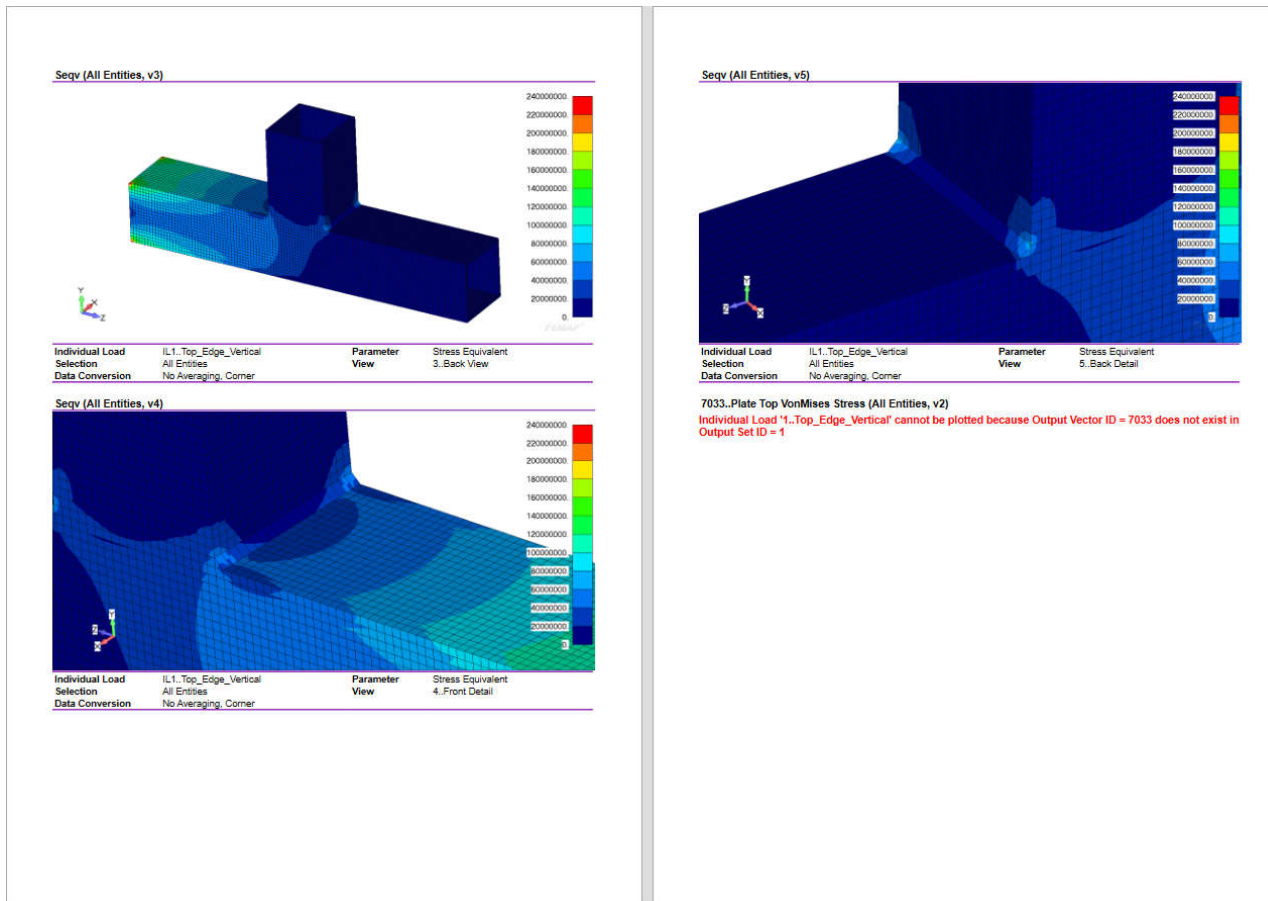 Seqv (All Entities, v3)
240000000.
220000000.
200000000.
180000000.
160000000.
140000000.
120000000.
100000000.
80000000.
60000000.
40000000.
20000000.
0.
Y
X
Z
Individual Load IL1..Top_Edge_Vertical Parameter Stress Equivalent
Selection All Entities View 3..Back View
Data Conversion No Averaging, Corner
Seqv (All Entities, v4)
240000000.
220000000.
200000000.
180000000.
160000000.
140000000.
120000000.
100000000.
80000000.
60000000.
40000000.
20000000.
0.
Y
Z
X
Individual Load IL1..Top_Edge_Vertical Parameter Stress Equivalent
Selection All Entities View 4..Front Detail
Data Conversion No Averaging, Corner
Seqv (All Entities, v5)
240000000.
220000000.
200000000.
180000000.
160000000.
140000000.
120000000.
100000000.
80000000.
60000000.
40000000.
20000000.
0.
Y
Z
X
Individual Load IL1..Top_Edge_Vertical Parameter Stress Equivalent
Selection All Entities View 5..Back Detail
Data Conversion No Averaging, Corner
7033..Plate Top VonMises Stress (All Entities, v2)
Individual Load '1..Top_Edge_Vertical' cannot be plotted because Output Vector ID = 7033 does not exist in
Output Set ID = 1